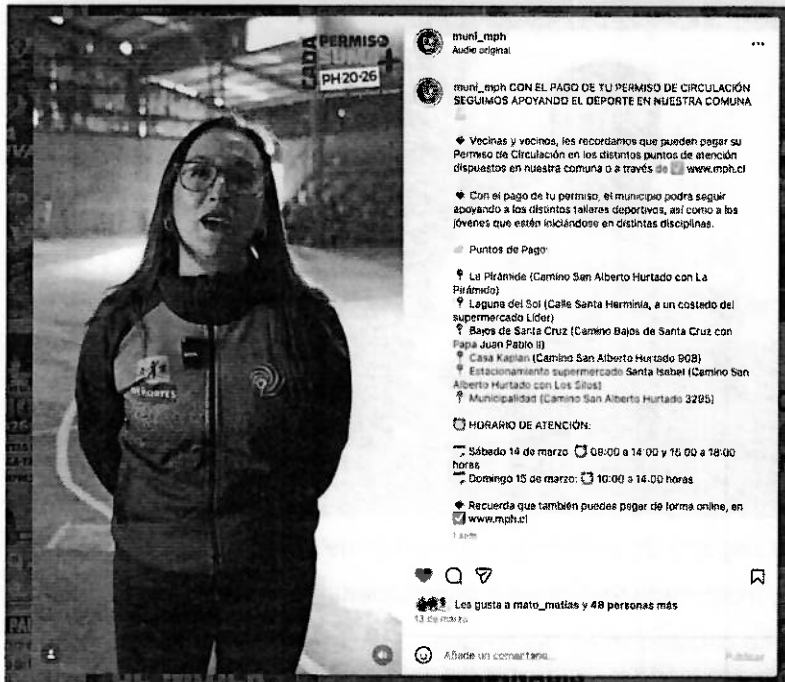 CADA
PERMISO
SUMA
+
PH20-26
DEPORTES
muni_mph
Audio original
muni_mph CON EL PAGO DE TU PERMISO DE CIRCULACIÓN
SEGUIMOS APOYANDO EL DEPORTE EN NUESTRA COMUNA
Vecinas y vecinos, les recordamos que pueden pagar su
Permiso de Circulación en los distintos puntos de atención
dispuestos en nuestra comuna o a través de ✅ www.mph.cl
Con el pago de tu permiso, el municipio podrá seguir
apoyando a los distintos talleres deportivos, así como a los
jóvenes que están iniciándose en distintas disciplinas.
Puntos de Pago:
La Pirámide (Camino San Alberto Hurtado con La
Pirámide)
Laguna del Sol (Calle Santa Herminia, a un costado del
supermercado Líder)
Bajos de Santa Cruz (Camino Bajos de Santa Cruz con
Papa Juan Pablo II)
Casa Kaplan (Camino San Alberto Hurtado 908)
Estacionamiento supermercado Santa Isabel (Camino San
Alberto Hurtado con Los Silos)
Municipalidad (Camino San Alberto Hurtado 3295)
HORARIO DE ATENCIÓN:
Sábado 14 de marzo 09:00 a 14:00 y 15:00 a 18:00
horas
Domingo 15 de marzo: 10:00 a 14:00 horas
Recuerda que también puedes pagar de forma online, en
✅ www.mph.cl
Les gusta a mato_matias y 48 personas más
13 de marzo
Añade un comentario...
Publicar